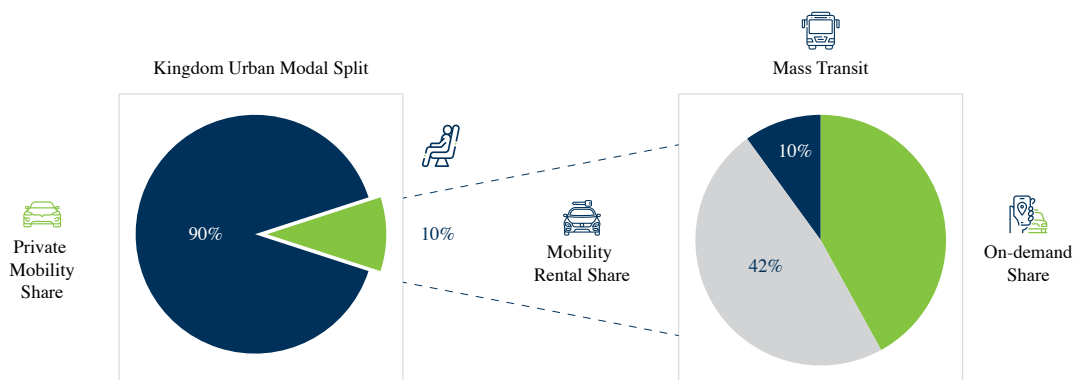 Kingdom Urban Modal Split
Mass Transit
Private
Mobility
Share
90%
10%
Mobility
Rental Share
10%
42%
On-demand
Share